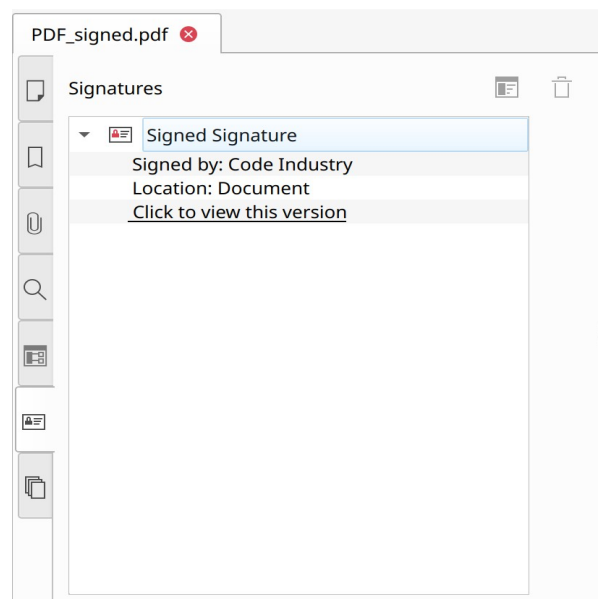 PDF_signed.pdf
Signatures
Signed Signature
Signed by: Code Industry
Location: Document
Click to view this version